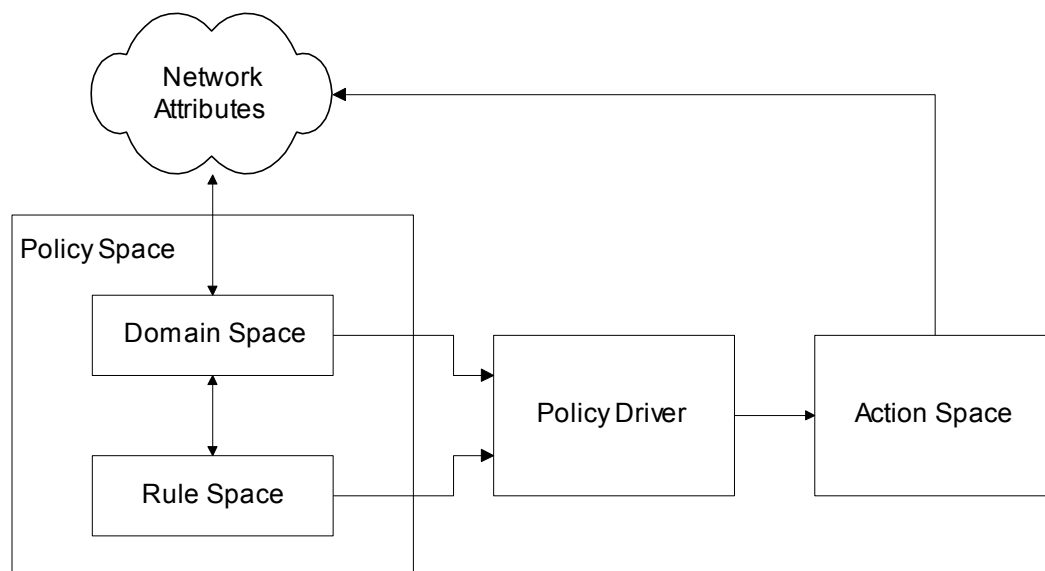 Network
Attributes
Policy Space
Domain Space
Policy Driver
Action Space
Rule Space